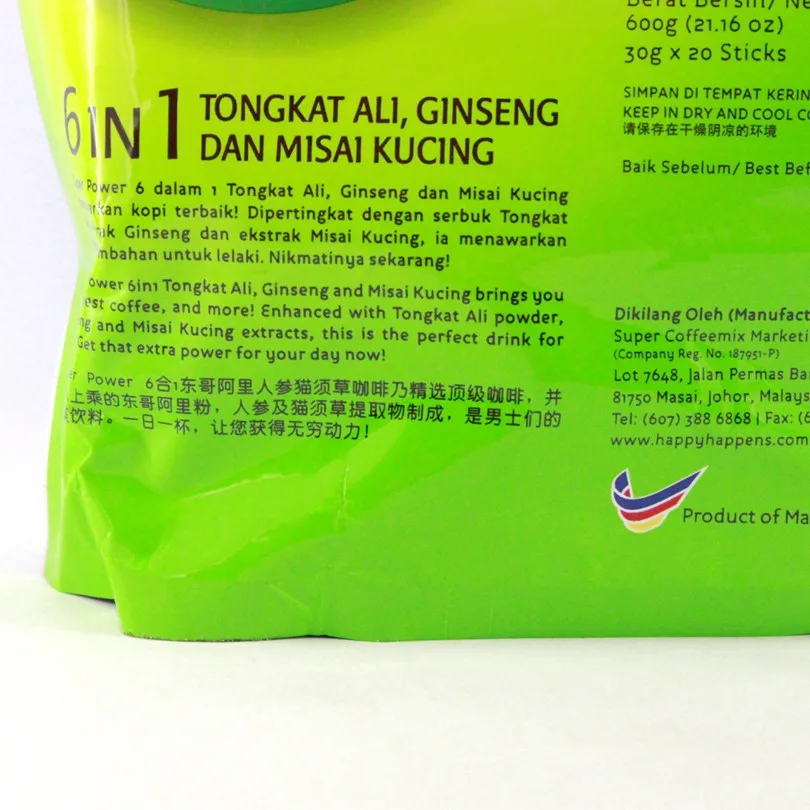 6 IN 1 TONGKAT ALI, GINSENG
DAN MISAI KUCING
Power 6 dalam 1 Tongkat Ali, Ginseng dan Misai Kucing
kopi terbaik! Dipertingkat dengan serbuk Tongkat
Ginseng dan ekstrak Misai Kucing, ia menawarkan
untuk lelaki. Nikmatinya sekarang!
6in1 Tongkat Ali, Ginseng and Misai Kucing brings you
coffee, and more! Enhanced with Tongkat Ali powder,
and Misai Kucing extracts, this is the perfect drink for
Get that extra power for your day now!
Power 6合1东哥阿里人参猫须草咖啡乃精选顶级咖啡，并
上乘的东哥阿里粉，人参及猫须草提取物制成，是男士们的
饮料。一日一杯，让您获得无穷动力！
Berat Bersih/
600g (21.16 oz)
30g x 20 Sticks
SIMPAN DI TEMPAT
KEEP IN DRY AND COOL
请保存在干燥阴凉的环境
Baik Sebelum/ Best
Dikilang Oleh
Super Coffeemix
(Company Reg. No. 187951-P)
Lot 7648, Jalan Permas
81750 Masai, Johor,
Tel: (607) 388 6868 | Fax:
www.happyhappens.com
Product of